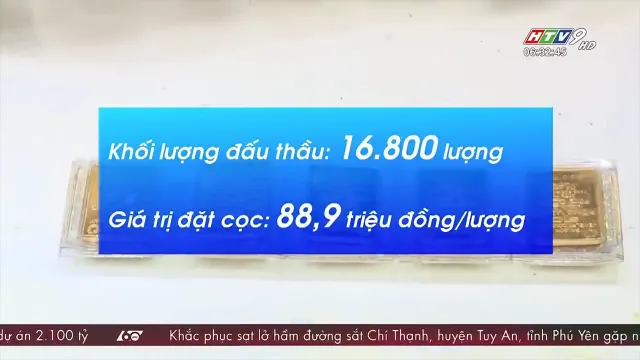 HTV9 HD
06:32:45
Khối lượng đấu thầu: 16.800 lượng
Giá trị đặt cọc: 88,9 triệu đồng/lượng
dự án 2.100 tỷ
Khắc phục sạt lở hầm đường sắt Chí Thạnh, huyện Tuy An, tỉnh Phú Yên gặp n